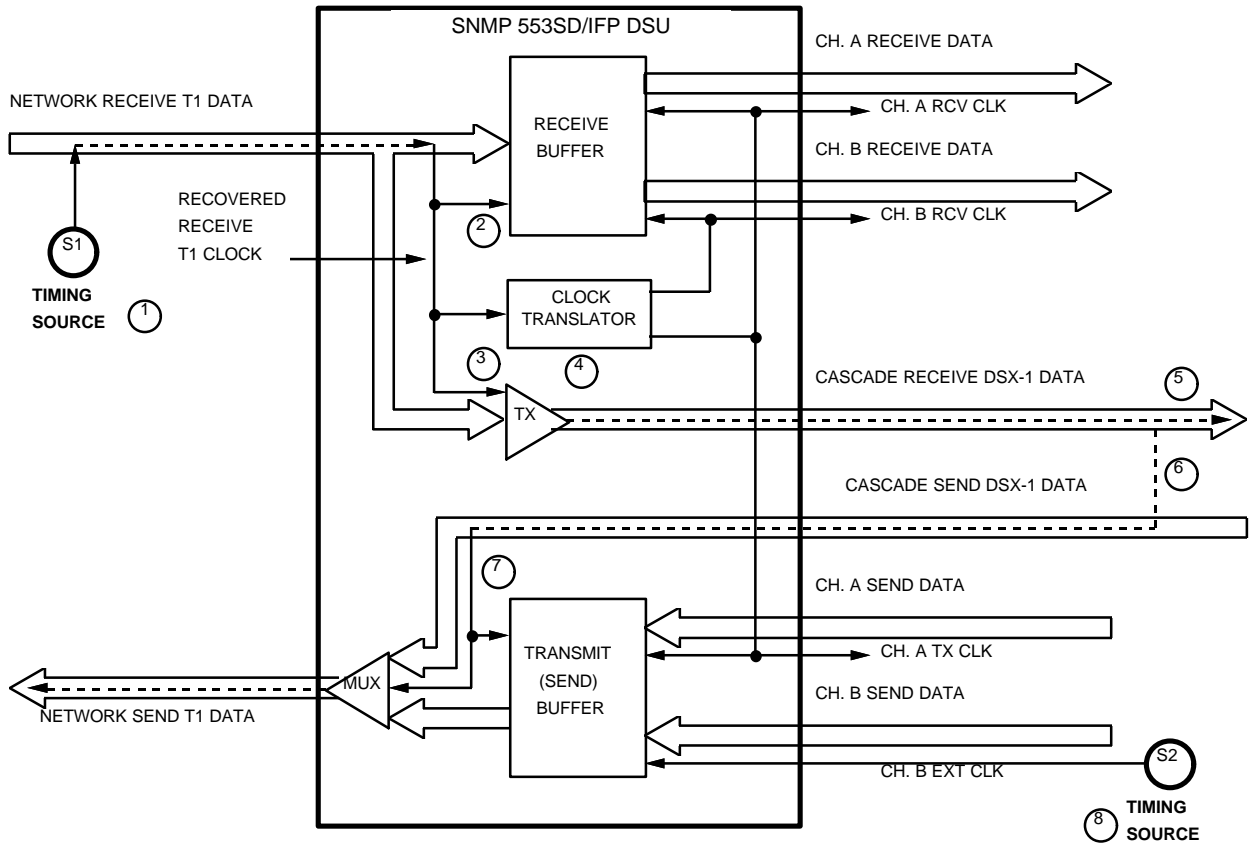 SNMP 553SD/IFP DSU
CH. A RECEIVE DATA
NETWORK RECEIVE T1 DATA
CH. A RCV CLK
RECEIVE
BUFFER
CH. B RECEIVE DATA
RECOVERED
RECEIVE
T1 CLOCK
2
CH. B RCV CLK
S1
TIMING
SOURCE
1
CLOCK
TRANSLATOR
3
4
CASCADE RECEIVE DSX-1 DATA
5
TX
6
CASCADE SEND DSX-1 DATA
7
CH. A SEND DATA
TRANSMIT
(SEND)
BUFFER
CH. A TX CLK
MUX
CH. B SEND DATA
NETWORK SEND T1 DATA
S2
CH. B EXT CLK
8
TIMING
SOURCE